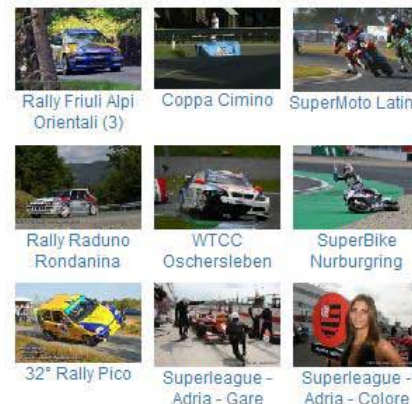 Rally Friuli Alpi
Orientali (3)
Coppa Cimino
SuperMoto Latin
Rally Raduno
Rondanina
WTCC
Oschersleben
SuperBike
Nurburgring
32° Rally Pico
Superleague -
Adria - Gare
Superleague -
Adria - Colore